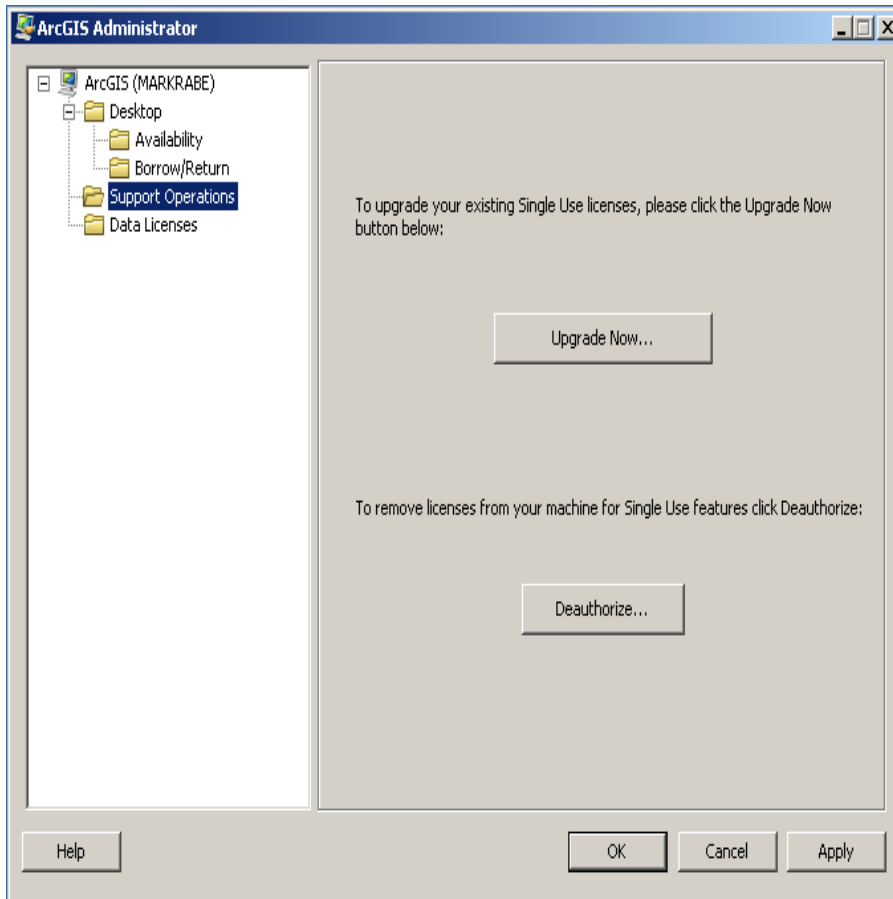 ArcGIS Administrator
ArcGIS (MARKRABE)
Desktop
Availability
Borrow/Return
Support Operations
Data Licenses
To upgrade your existing Single Use licenses, please click the Upgrade Now
button below:
Upgrade Now...
To remove licenses from your machine for Single Use features click Deauthorize:
Deauthorize...
Help
OK
Cancel
Apply